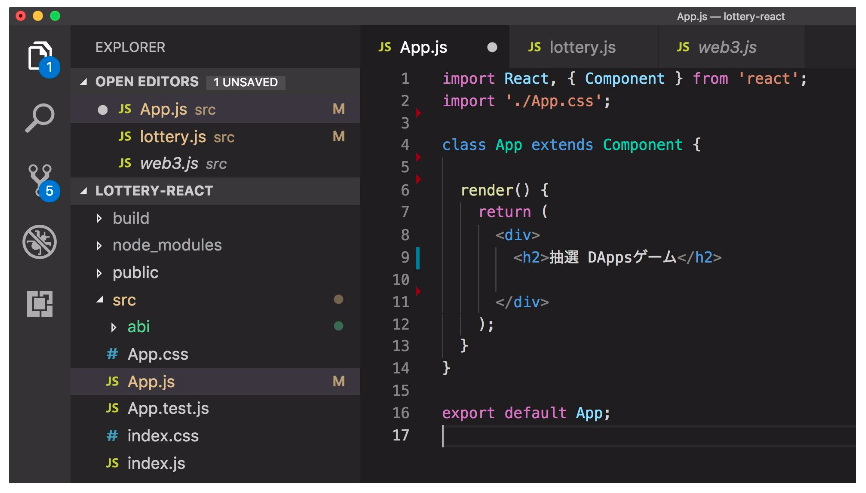 App.js — lottery-react
EXPLORER
1
OPEN EDITORS 1 UNSAVED
JS App.js src M
JS lottery.js src M
JS web3.js src
5
LOTTERY-REACT
build
node_modules
public
src
abi
# App.css
JS App.js M
JS App.test.js
# index.css
JS index.js
JS App.js
JS lottery.js
JS web3.js
1 import React, { Component } from 'react';
2 import './App.css';
3
4 class App extends Component {
5
6 render() {
7 return (
8 <div>
9 <h2>抽選 DAppsゲーム</h2>
10
11 </div>
12 );
13 }
14 }
15
16 export default App;
17